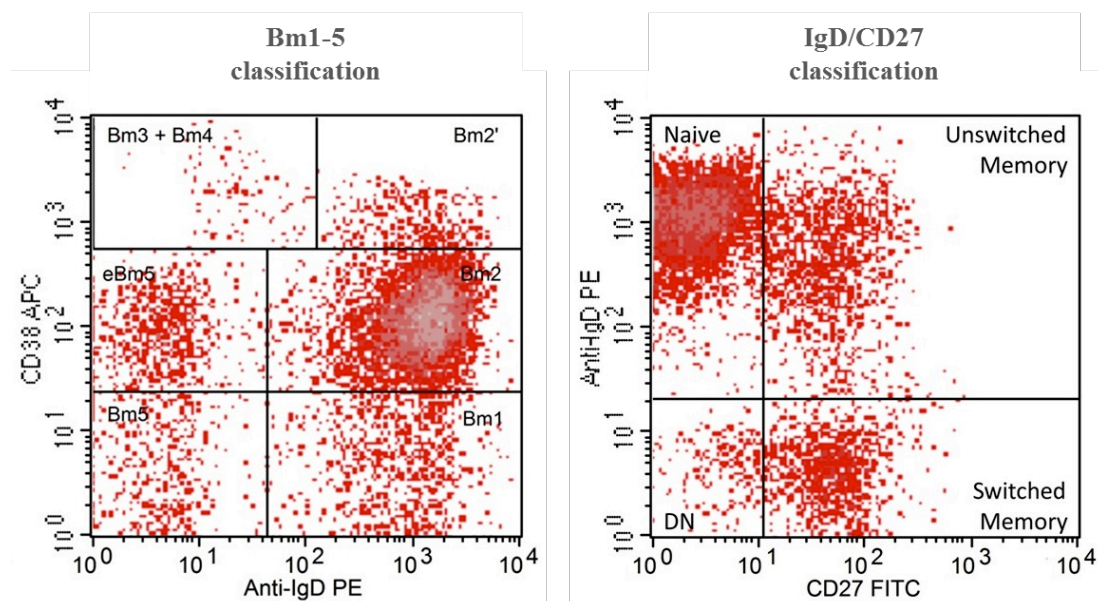 Bm1-5
classification
IgD/CD27
classification
10^4
10^3
10^2
10^1
10^0
CD38 APC
Bm3 + Bm4
Bm2'
eBm5
Bm2
Bm5
Bm1
10^0
10^1
10^2
10^3
10^4
Anti-IgD PE
10^4
10^3
10^2
10^1
10^0
Anti-IgD PE
Naive
Unswitched
Memory
DN
Switched
Memory
10^0
10^1
10^2
10^3
10^4
CD27 FITC